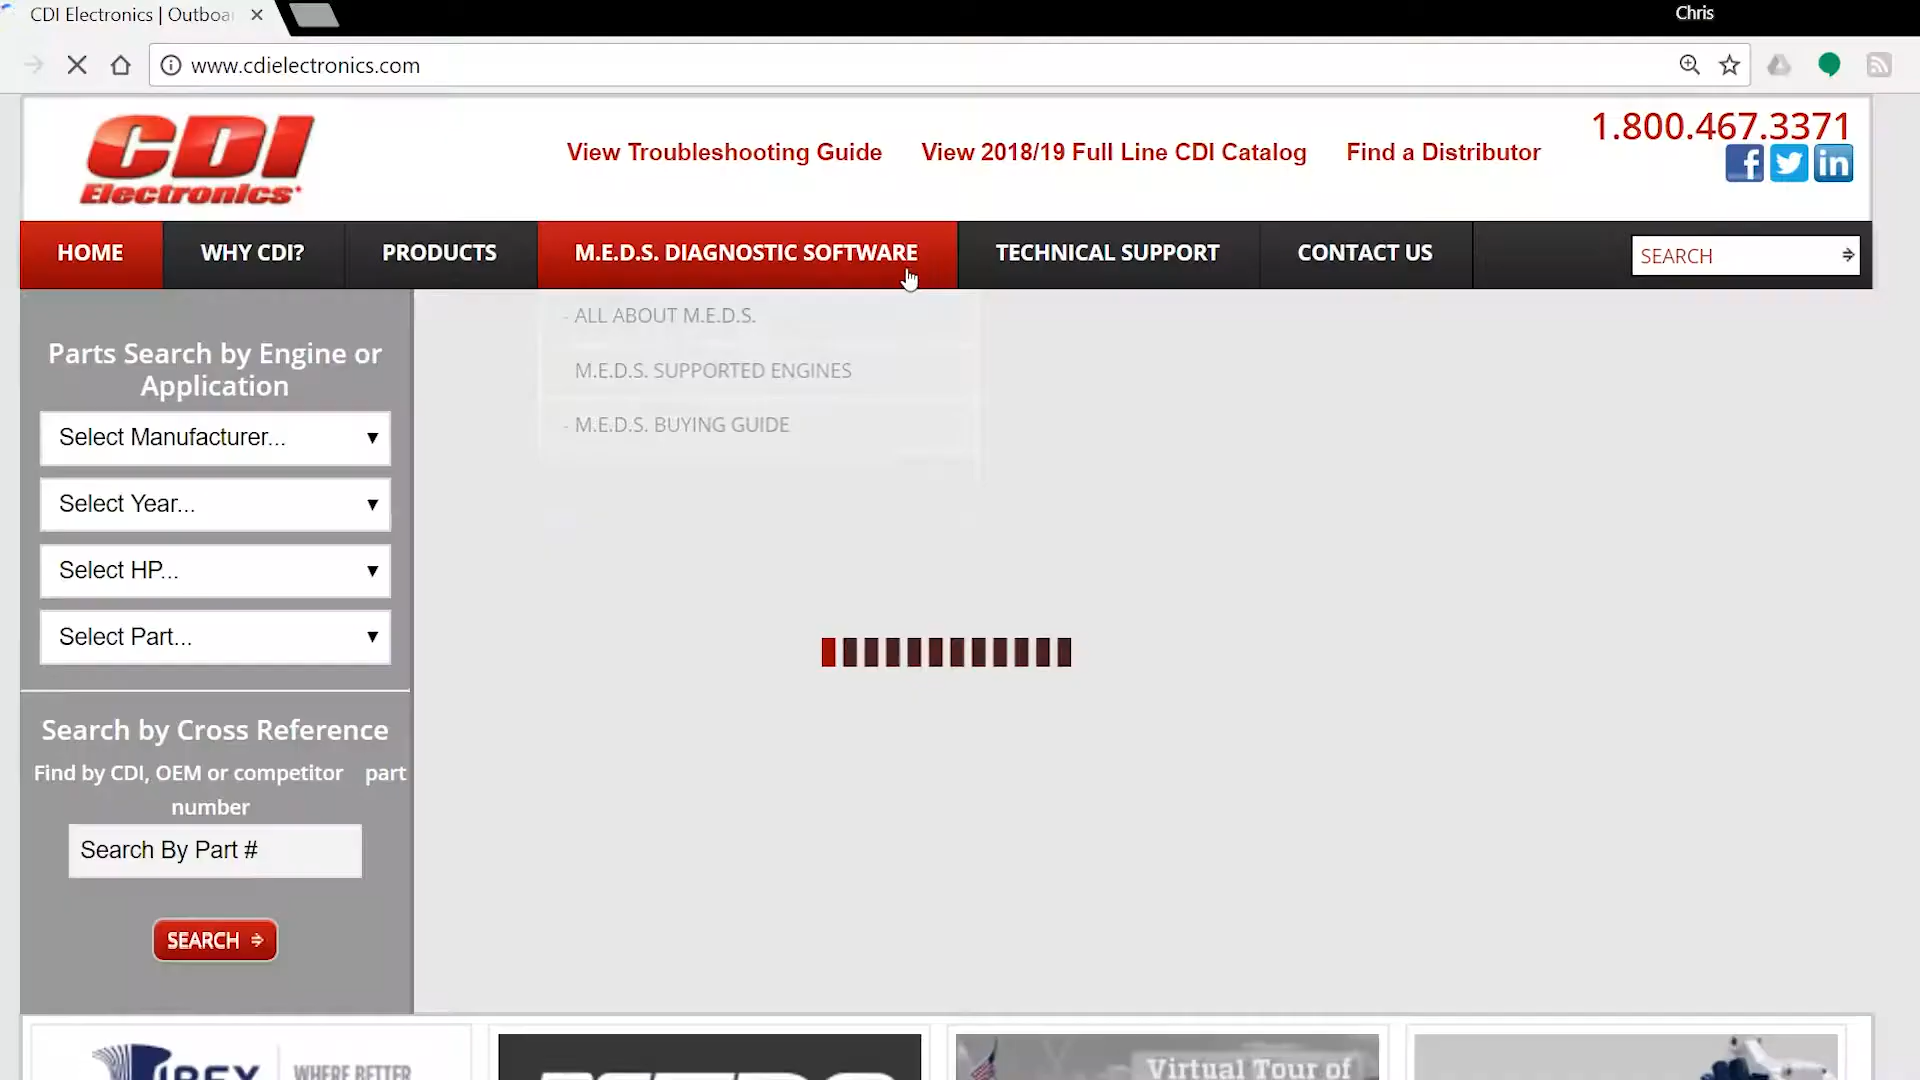 CDI Electronics | Outboa
Chris
www.cdielectronics.com
CDI
Electronics
View Troubleshooting Guide
View 2018/19 Full Line CDI Catalog
Find a Distributor
1.800.467.3371
HOME
WHY CDI?
PRODUCTS
M.E.D.S. DIAGNOSTIC SOFTWARE
TECHNICAL SUPPORT
CONTACT US
SEARCH
- ALL ABOUT M.E.D.S.
M.E.D.S. SUPPORTED ENGINES
- M.E.D.S. BUYING GUIDE
Parts Search by Engine or
Application
Select Manufacturer...
Select Year...
Select HP...
Select Part...
Search by Cross Reference
Find by CDI, OEM or competitor part
number
Search By Part #
SEARCH
WHERE BETTER
Virtual Tour of